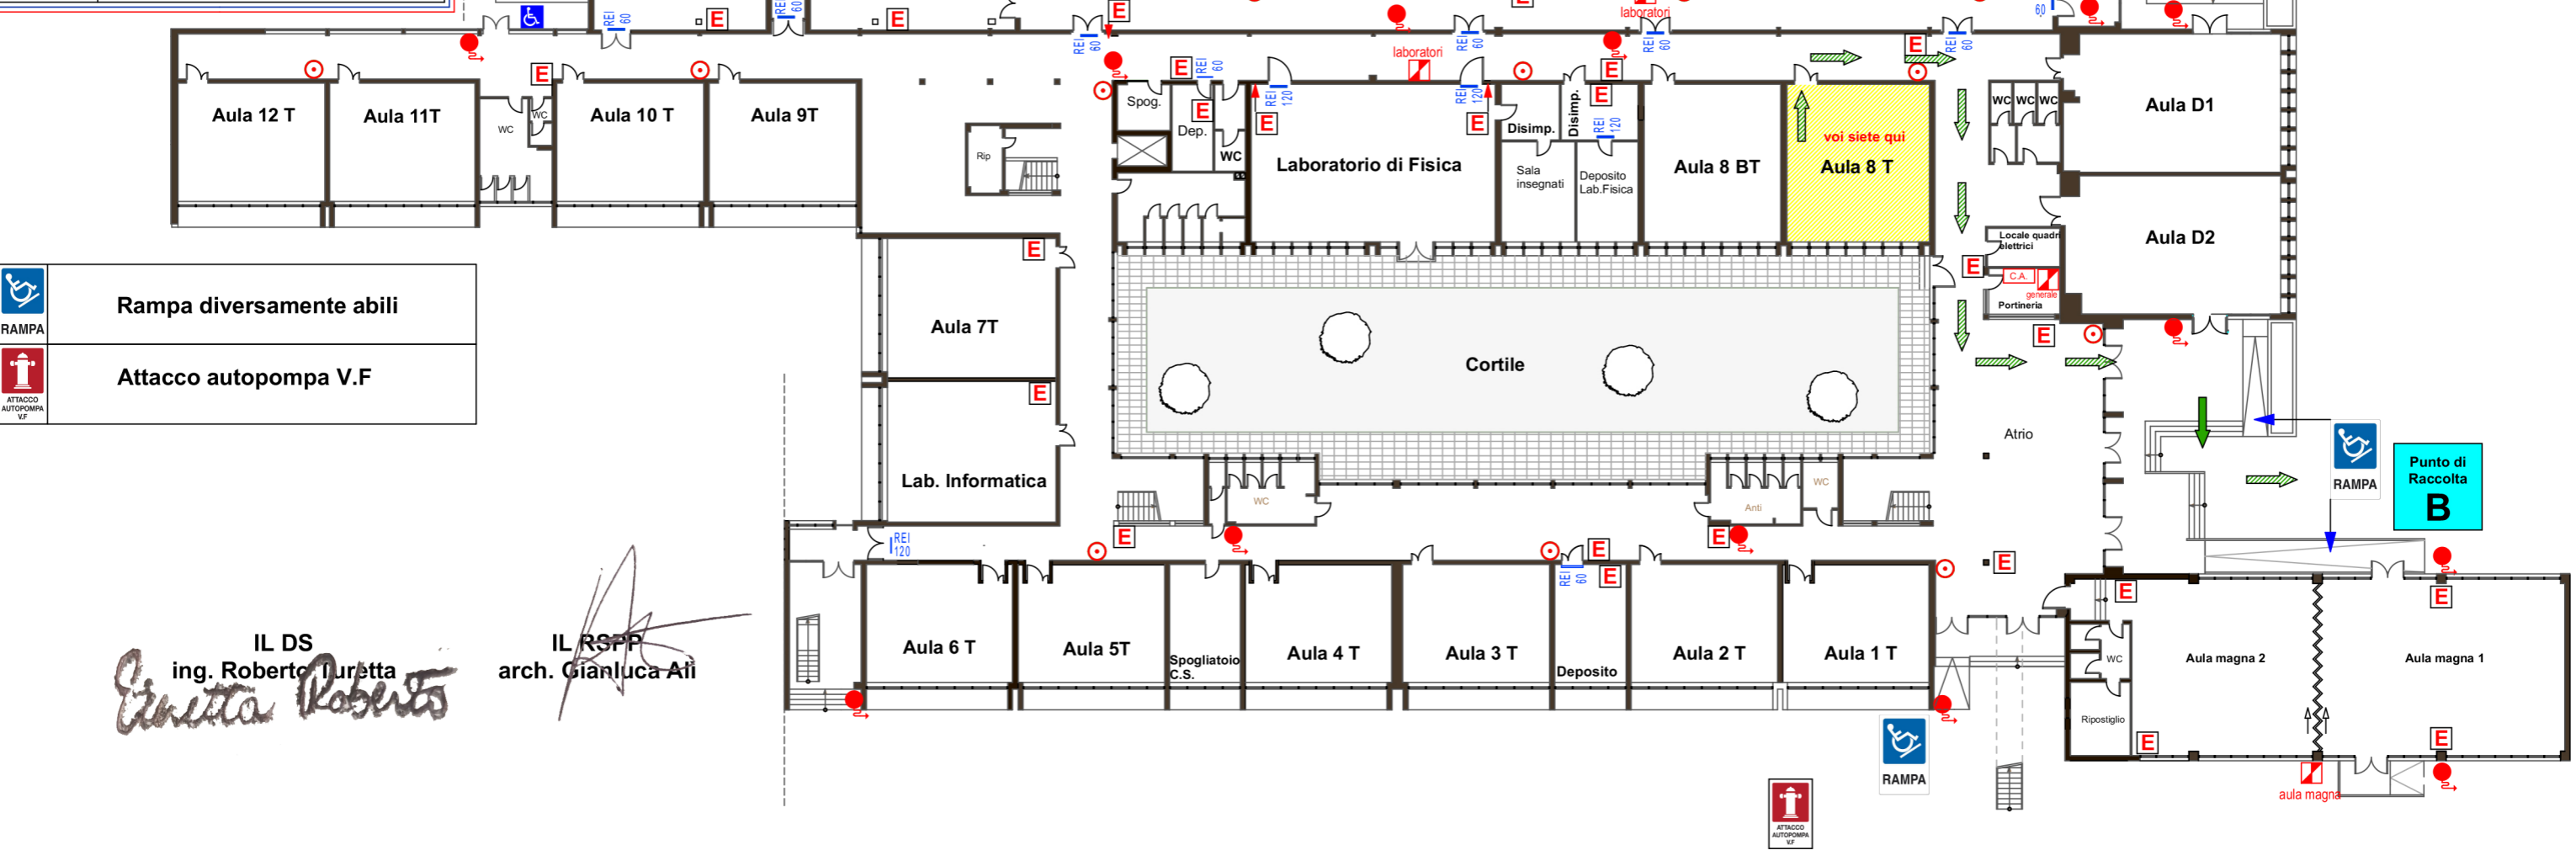 REI
60
E
REI
60
E
E
REI
60
laboratori
E
REI
60
REI
60
REI
60
60
E
REI
60
laboratori
E
REI
60
E
E
Aula 12 T
Aula 11T
WC
WC
Aula 10 T
Aula 9T
Rip
Spog.
E
Dep.
WC
REI
120
E
Laboratorio di Fisica
REI
120
E
Disimp.
Disimp.
E
REI
120
Sala
insegnati
Deposito
Lab.Fisica
Aula 8 BT
voi siete qui
Aula 8 T
WC
WC
WC
Aula D1
Aula D2
Locale quadri
elettrici
E
C.A.
generale
Portineria
E
RAMPA
Rampa diversamente abili
ATTACCO
AUTOPOMPA
V.F
Attacco autopompa V.F
E
Aula 7T
E
Lab. Informatica
Cortile
Atrio
RAMPA
Punto di
Raccolta
B
WC
Anti
WC
REI
120
E
E
E
E
REI
60
E
E
Aula 6 T
Aula 5T
Spogliatoio
C.S.
Aula 4 T
Aula 3 T
Deposito
Aula 2 T
Aula 1 T
E
WC
Ripostiglio
E
Aula magna 2
E
Aula magna 1
E
aula magna
IL DS
ing. Roberto Turetta
IL RSPP
arch. Gianluca Alì
RAMPA
ATTACCO
AUTOPOMPA
V.F